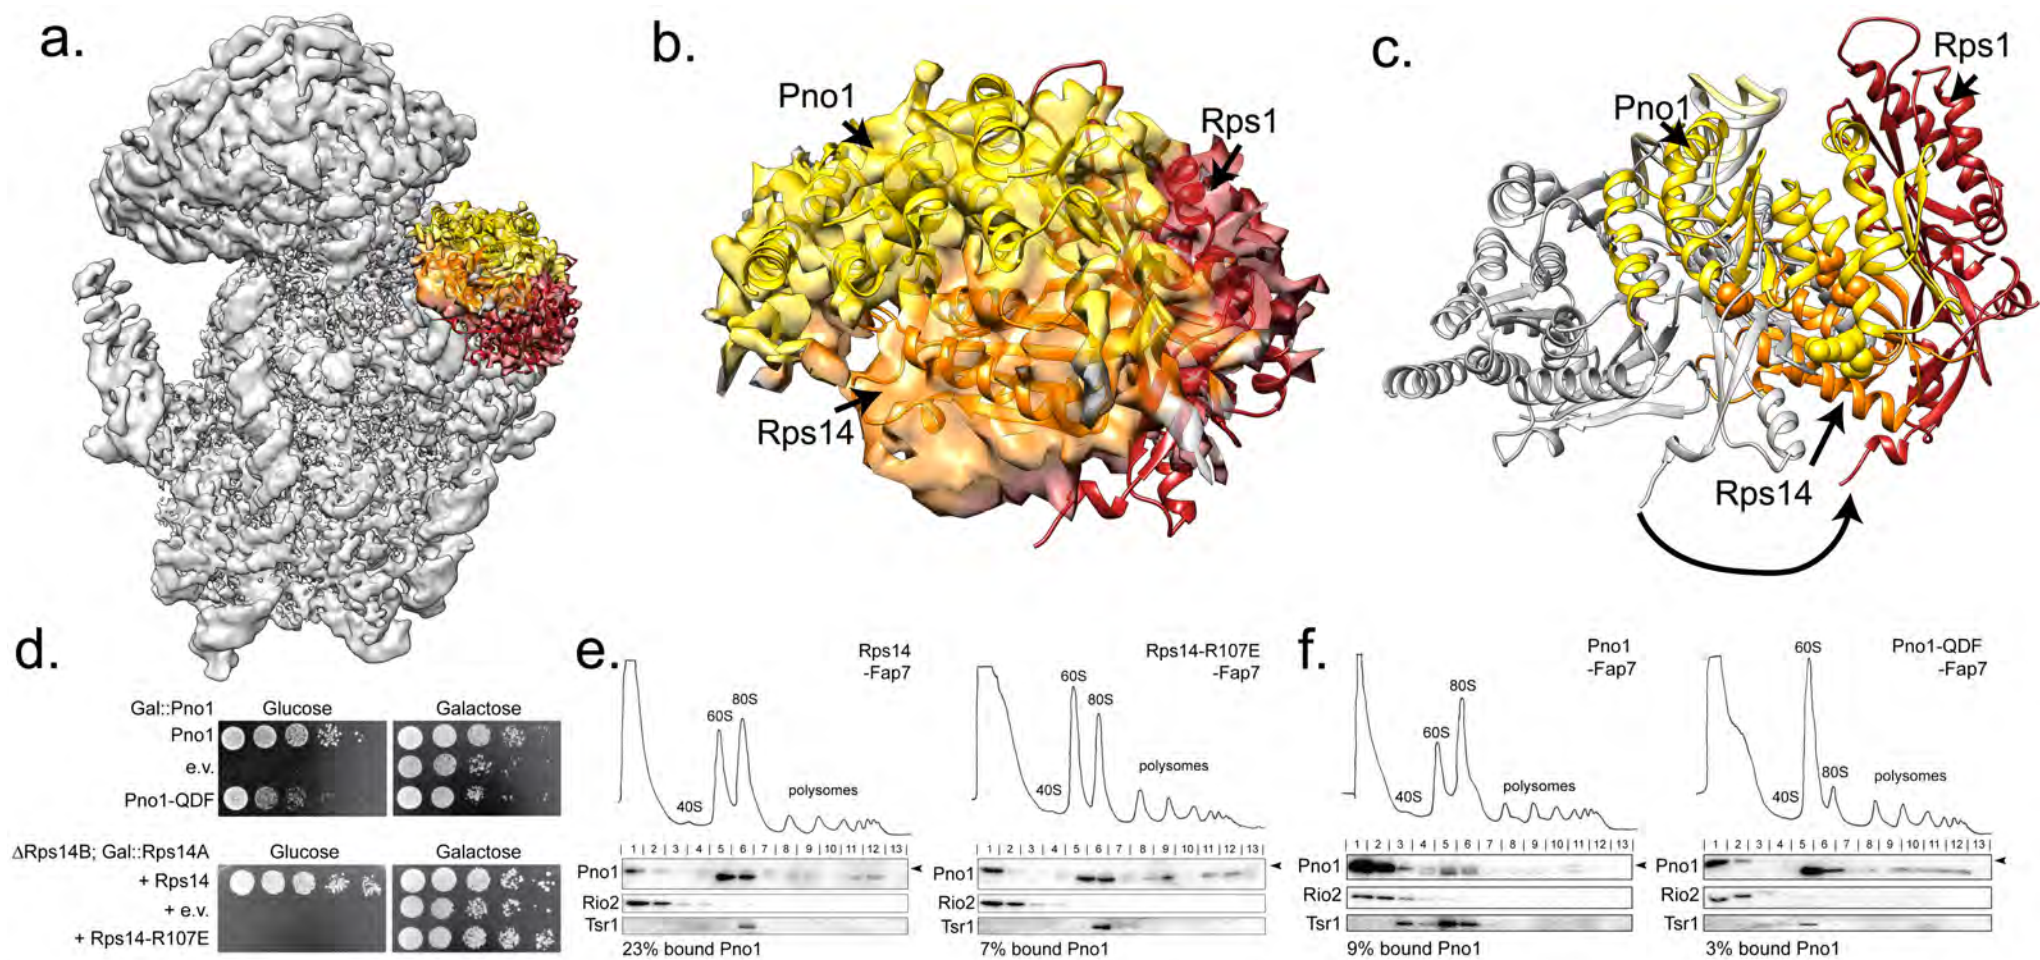 a.
b.
Pno1
Rps1
Rps14
c.
Rps1
Pno1
Rps14
d.
Gal::Pno1
Glucose
Galactose
Pno1
e.v.
Pno1-QDF
ΔRps14B; Gal::Rps14A
Glucose
Galactose
+ Rps14
+ e.v.
+ Rps14-R107E
e.
Rps14
-Fap7
40S
60S
80S
polysomes
| 1 | 2 | 3 | 4 | 5 | 6 | 7 | 8 | 9 | 10 | 11 | 12 | 13 |
Pno1
Rio2
Tsr1
23% bound Pno1
Rps14-R107E
-Fap7
40S
60S
80S
polysomes
| 1 | 2 | 3 | 4 | 5 | 6 | 7 | 8 | 9 | 10 | 11 | 12 | 13 |
Pno1
Rio2
Tsr1
7% bound Pno1
f.
Pno1
-Fap7
40S
60S
80S
polysomes
| 1 | 2 | 3 | 4 | 5 | 6 | 7 | 8 | 9 | 10 | 11 | 12 | 13 |
Pno1
Rio2
Tsr1
9% bound Pno1
Pno1-QDF
-Fap7
40S
60S
80S
polysomes
| 1 | 2 | 3 | 4 | 5 | 6 | 7 | 8 | 9 | 10 | 11 | 12 | 13 |
Pno1
Rio2
Tsr1
3% bound Pno1